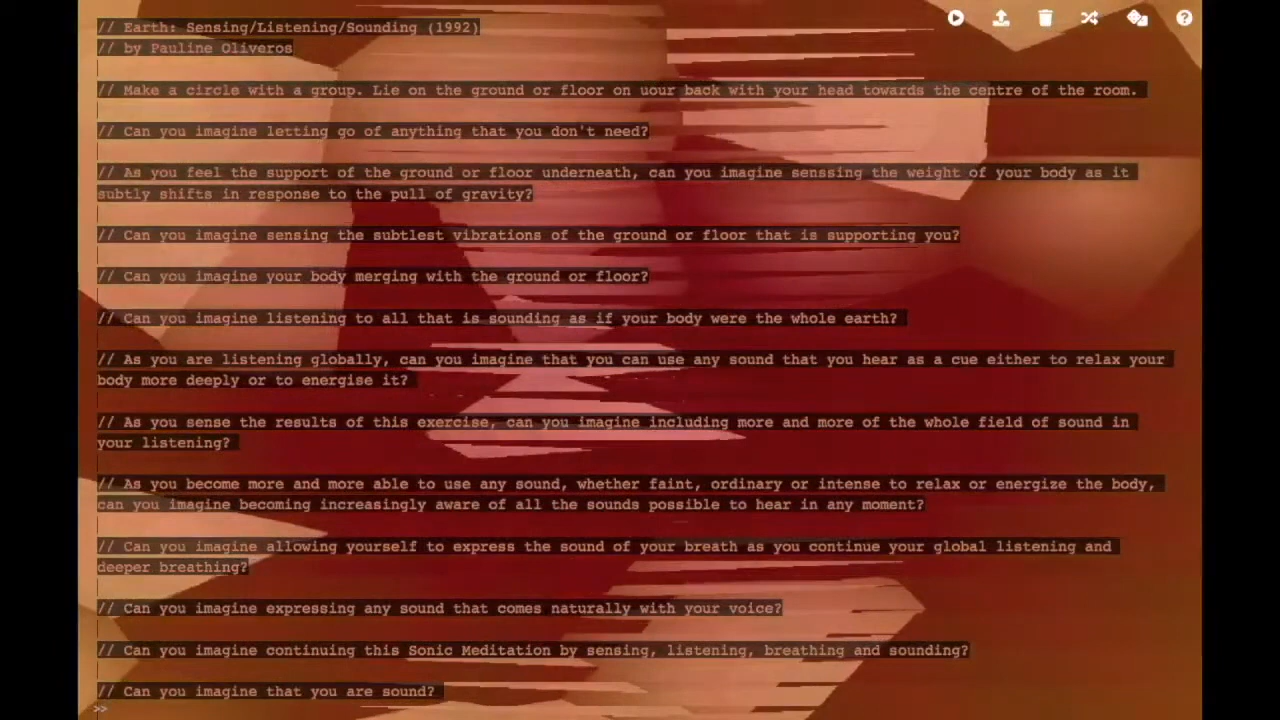 // Earth: Sensing/Listening/Sounding (1992)
// by Pauline Oliveros
// Make a circle with a group. Lie on the ground or floor on uour back with your head towards the centre of the room.
// Can you imagine letting go of anything that you don't need?
// As you feel the support of the ground or floor underneath, can you imagine senssing the weight of your body as it
subtly shifts in response to the pull of gravity?
// Can you imagine sensing the subtlest vibrations of the ground or floor that is supporting you?
// Can you imagine your body merging with the ground or floor?
// Can you imagine listening to all that is sounding as if your body were the whole earth?
// As you are listening globally, can you imagine that you can use any sound that you hear as a cue either to relax your
body more deeply or to energise it?
// As you sense the results of this exercise, can you imagine including more and more of the whole field of sound in
your listening?
// As you become more and more able to use any sound, whether faint, ordinary or intense to relax or energize the body,
can you imagine becoming increasingly aware of all the sounds possible to hear in any moment?
// Can you imagine allowing yourself to express the sound of your breath as you continue your global listening and
deeper breathing?
// Can you imagine expressing any sound that comes naturally with your voice?
// Can you imagine continuing this Sonic Meditation by sensing, listening, breathing and sounding?
// Can you imagine that you are sound?
>>